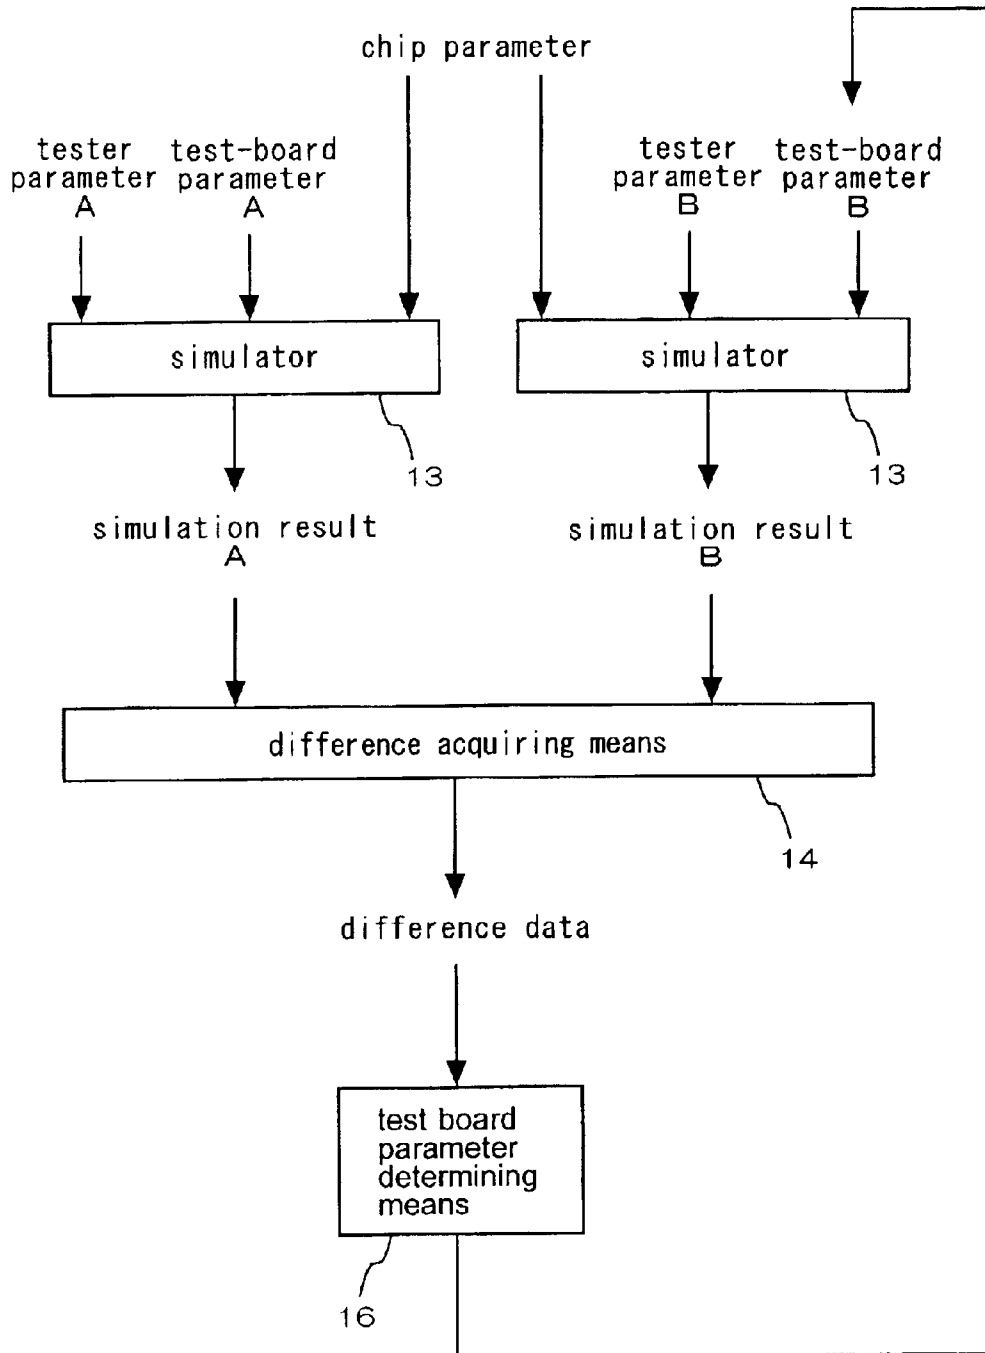 chip parameter
tester
parameter
A
test-board
parameter
A
tester
parameter
B
test-board
parameter
B
simulator
simulator
13
13
simulation result
A
simulation result
B
difference acquiring means
14
difference data
test board
parameter
determining
means
16